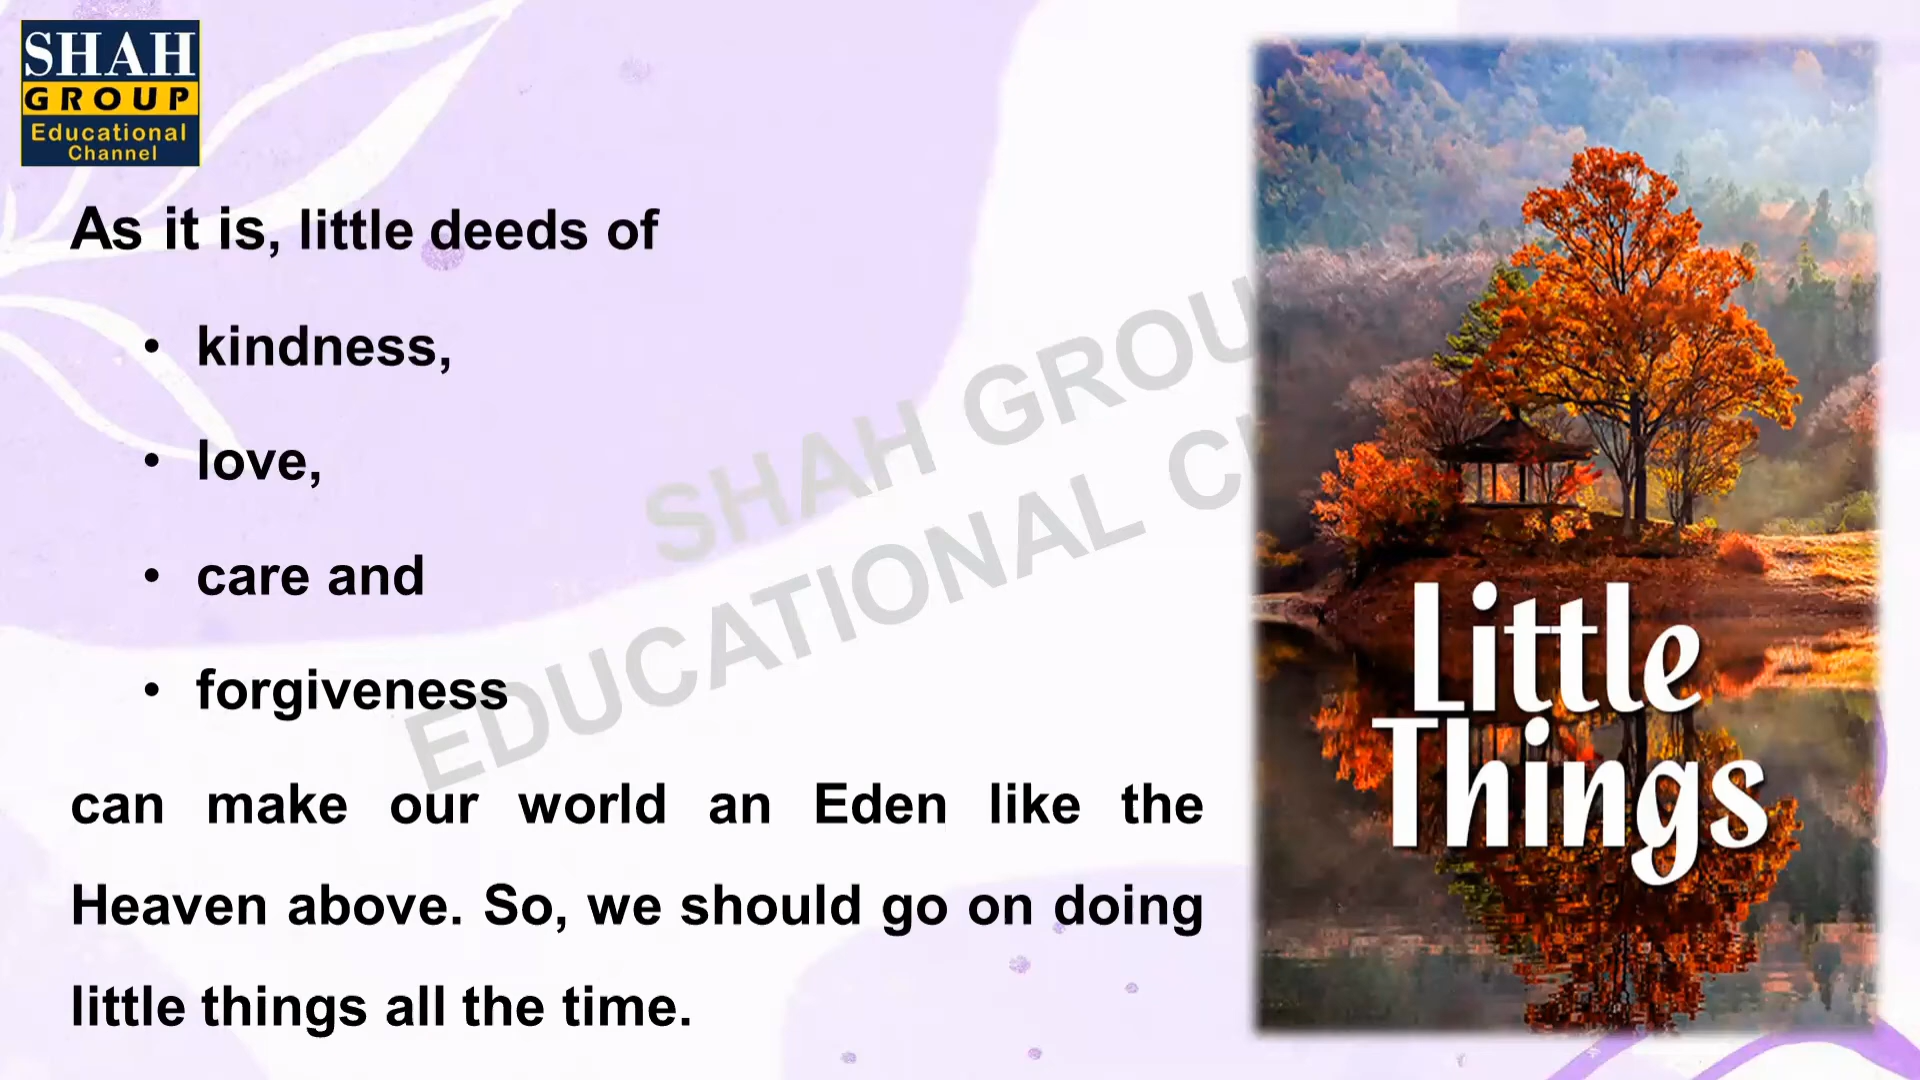 SHAH
GROUP
Educational
Channel
As it is, little deeds of
• kindness,
• love,
• care and
• forgiveness
can make our world an Eden like the
Heaven above. So, we should go on doing
little things all the time.
SHAH GROU
EDUCATIONAL C
Little
Things